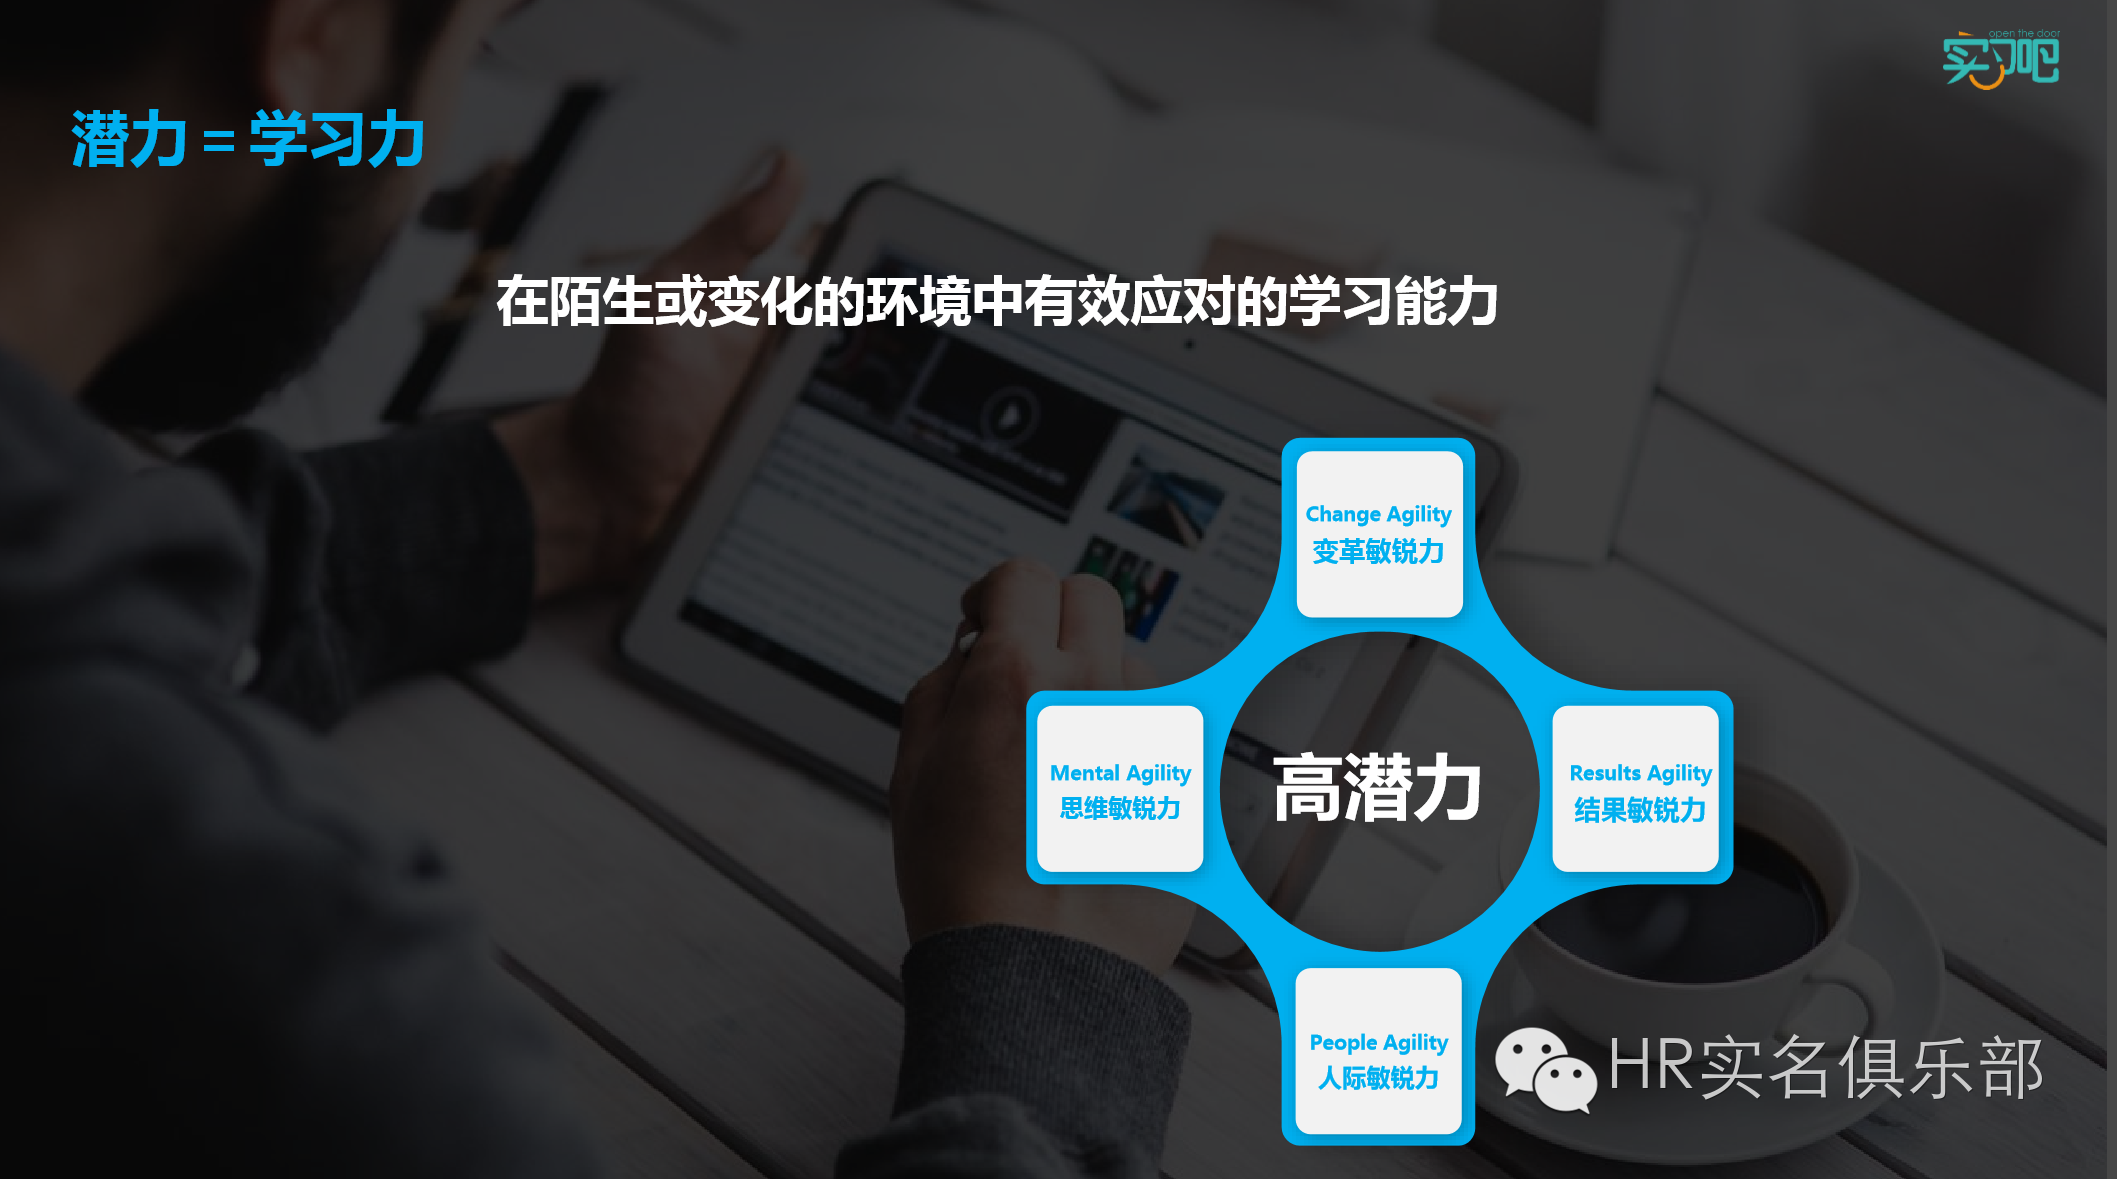 open the door
实习吧
潜力 = 学习力
在陌生或变化的环境中有效应对的学习能力
Change Agility
变革敏锐力
Mental Agility
思维敏锐力
高潜力
Results Agility
结果敏锐力
People Agility
人际敏锐力
HR实名俱乐部